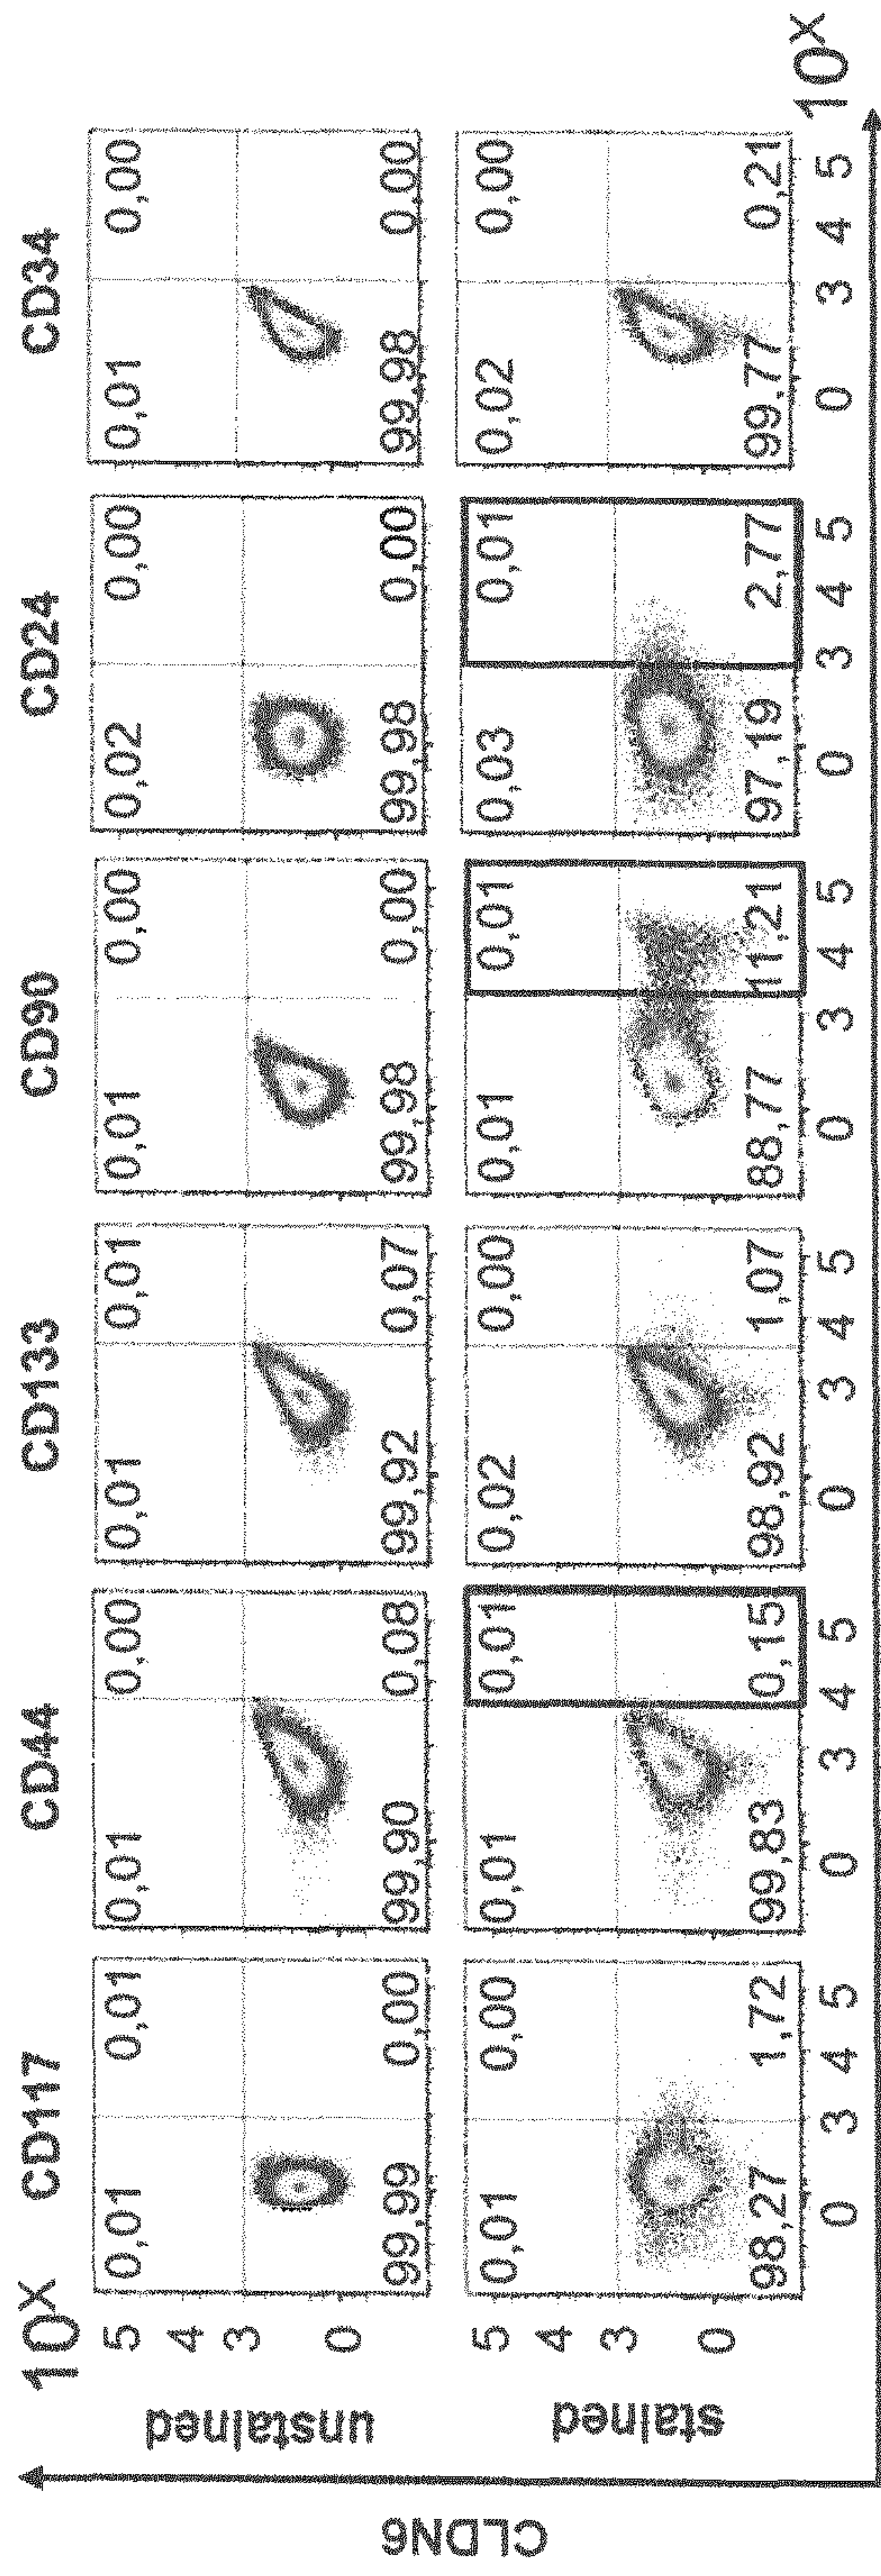 10^X
CD117 CD44 CD133 CD90 CD24 CD34
0,01 0,01 0,01 0,00 0,01 0,01 0,01 0,00 0,02 0,00 0,01 0,00
99,99 0,00 99,90 0,08 99,92 0,07 99,98 0,00 99,98 0,00 99,98 0,00
5
4
3
0
unstained
0,01 0,00 0,01 0,01 0,02 0,00 0,01 0,01 0,03 0,01 0,02 0,00
98,27 1,72 99,83 0,15 98,92 1,07 88,77 11,21 97,19 2,77 99,77 0,21
5
4
3
0
stained
0 3 4 5 0 3 4 5 0 3 4 5 0 3 4 5 0 3 4 5 0 3 4 5
10^X
CLDN6